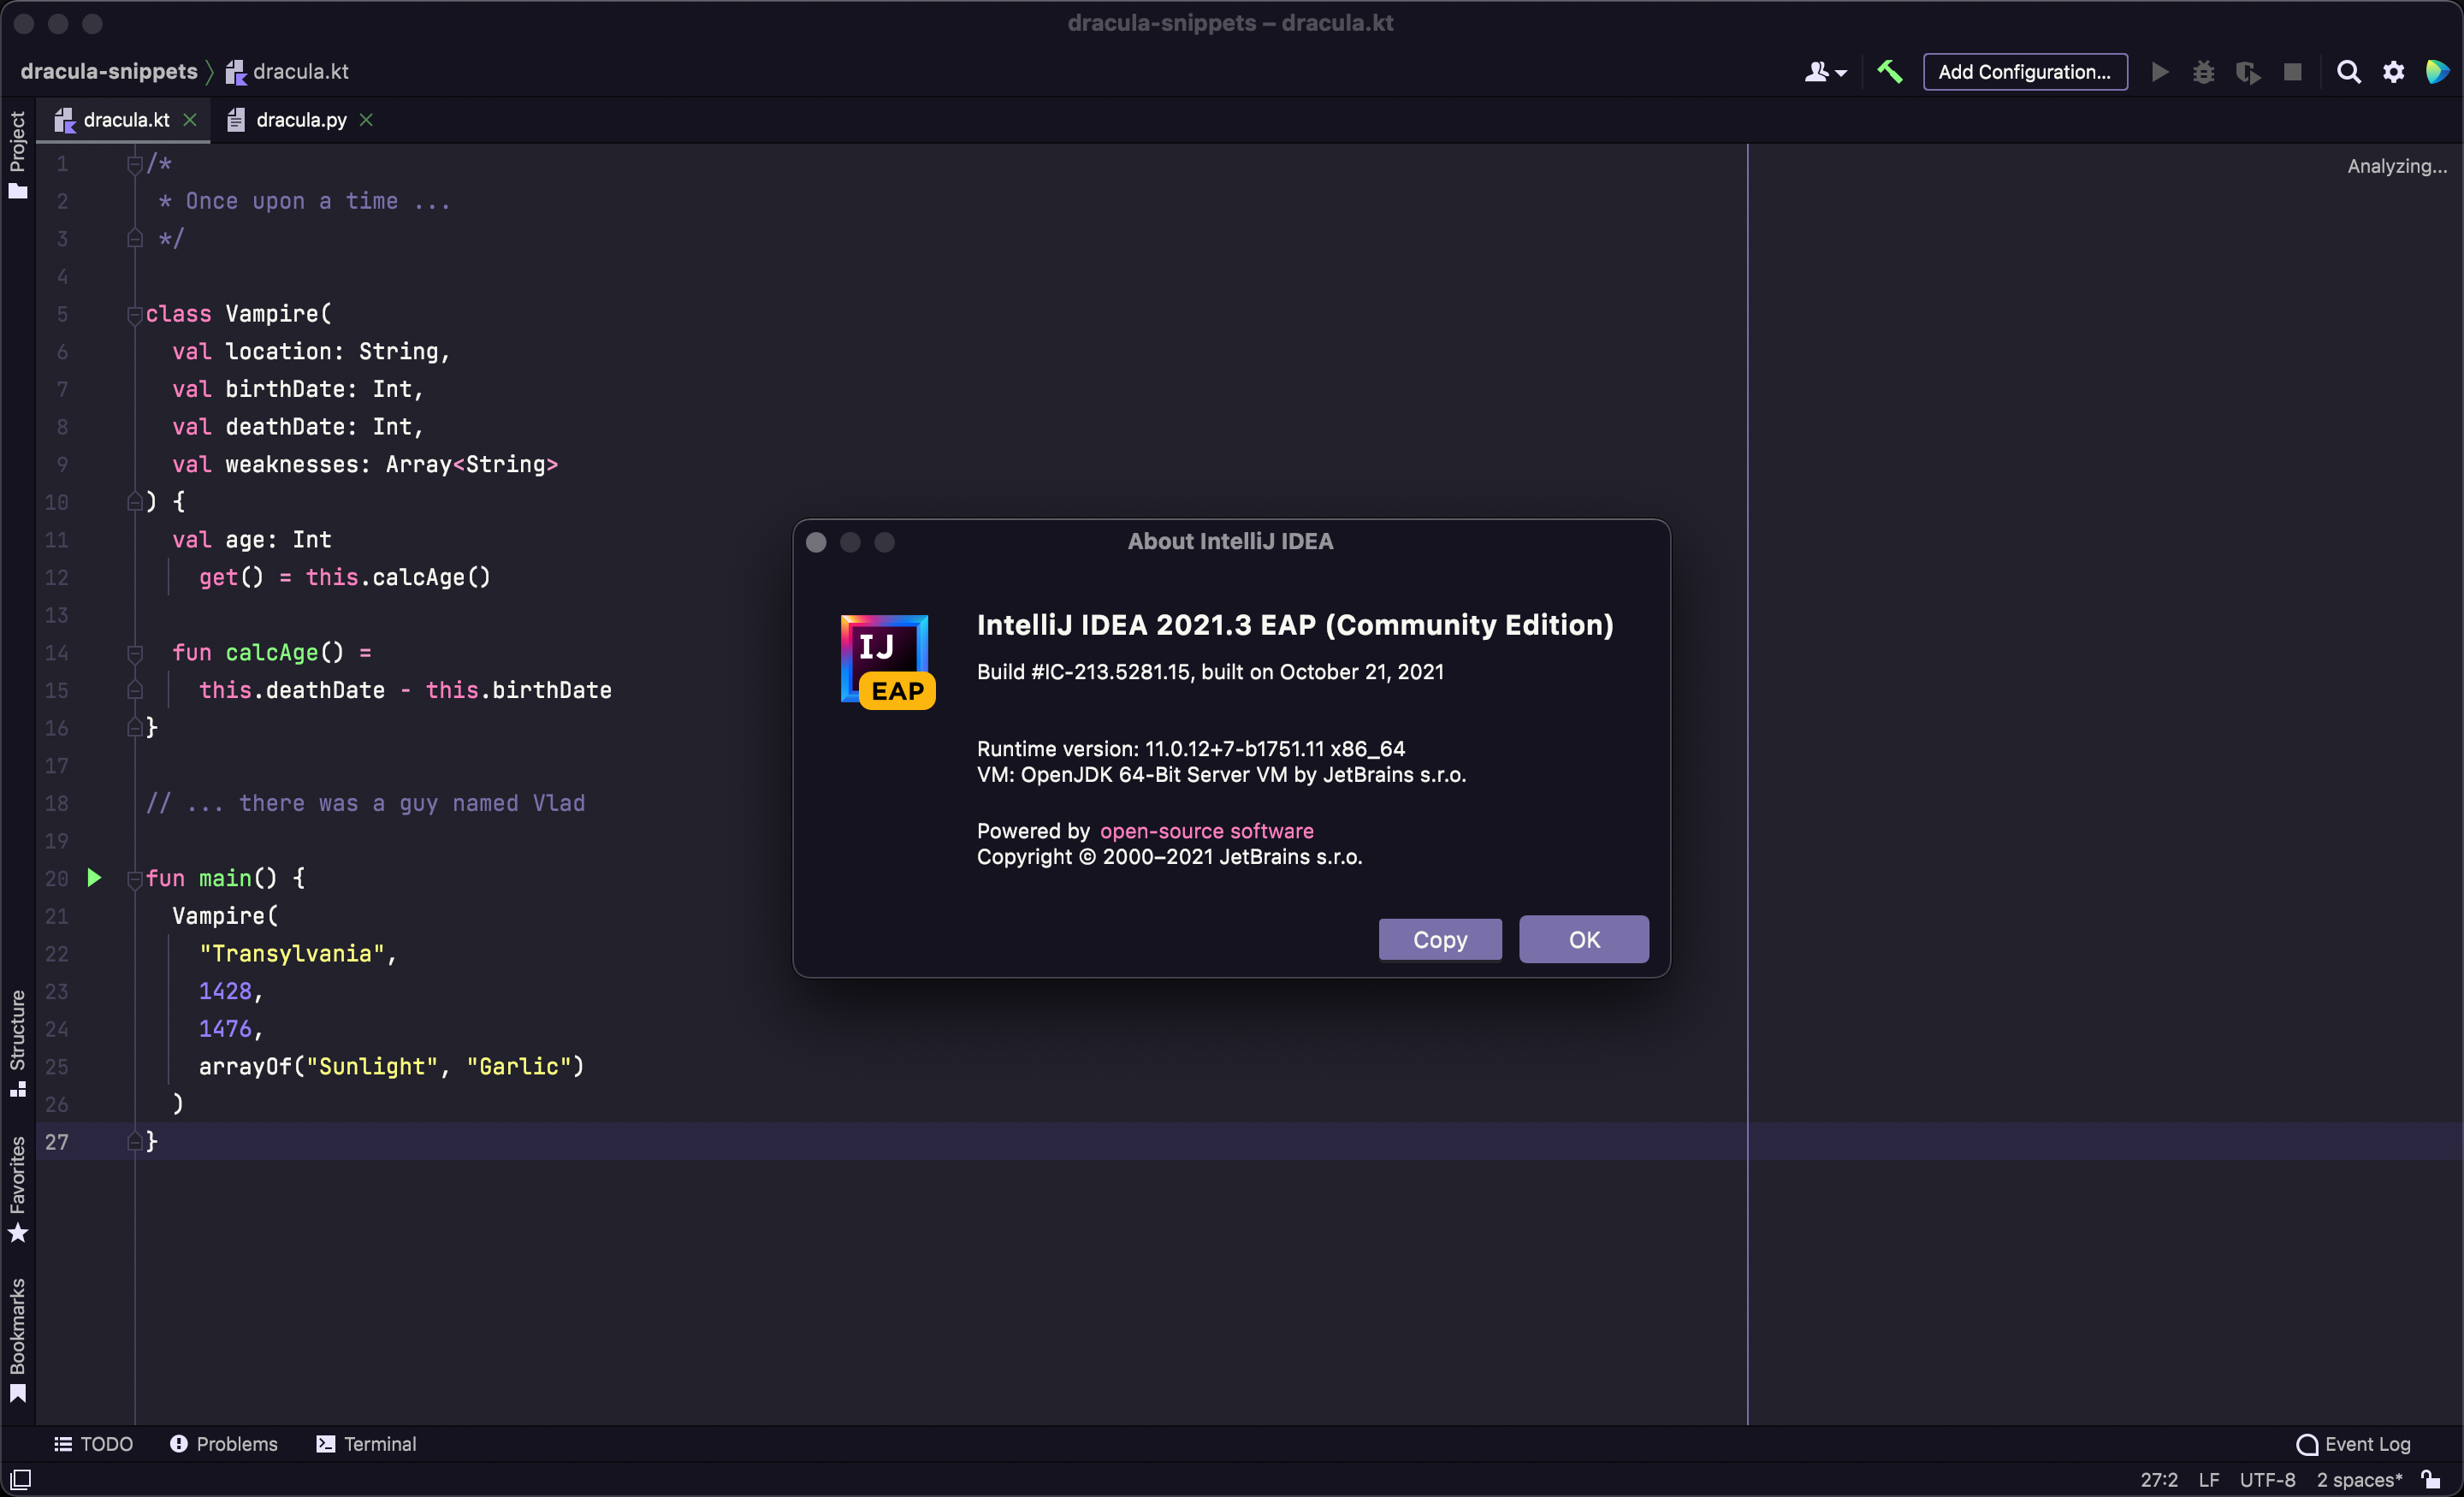 dracula-snippets – dracula.kt
dracula-snippets dracula.kt
Add Configuration...
dracula.kt dracula.py
Project
Analyzing...
1 /*
2  * Once upon a time ...
3  */
4
5 class Vampire(
6   val location: String,
7   val birthDate: Int,
8   val deathDate: Int,
9   val weaknesses: Array<String>
10 ) {
11   val age: Int
12     get() = this.calcAge()
13
14   fun calcAge() =
15     this.deathDate - this.birthDate
16 }
17
18 // ... there was a guy named Vlad
19
20 fun main() {
21   Vampire(
22     "Transylvania",
23     1428,
24     1476,
25     arrayOf("Sunlight", "Garlic")
26   )
27 }
About IntelliJ IDEA
IJ
EAP
IntelliJ IDEA 2021.3 EAP (Community Edition)
Build #IC-213.5281.15, built on October 21, 2021
Runtime version: 11.0.12+7-b1751.11 x86_64
VM: OpenJDK 64-Bit Server VM by JetBrains s.r.o.
Powered by open-source software
Copyright © 2000–2021 JetBrains s.r.o.
Copy OK
Structure
Favorites
Bookmarks
TODO Problems Terminal Event Log
27:2 LF UTF-8 2 spaces*